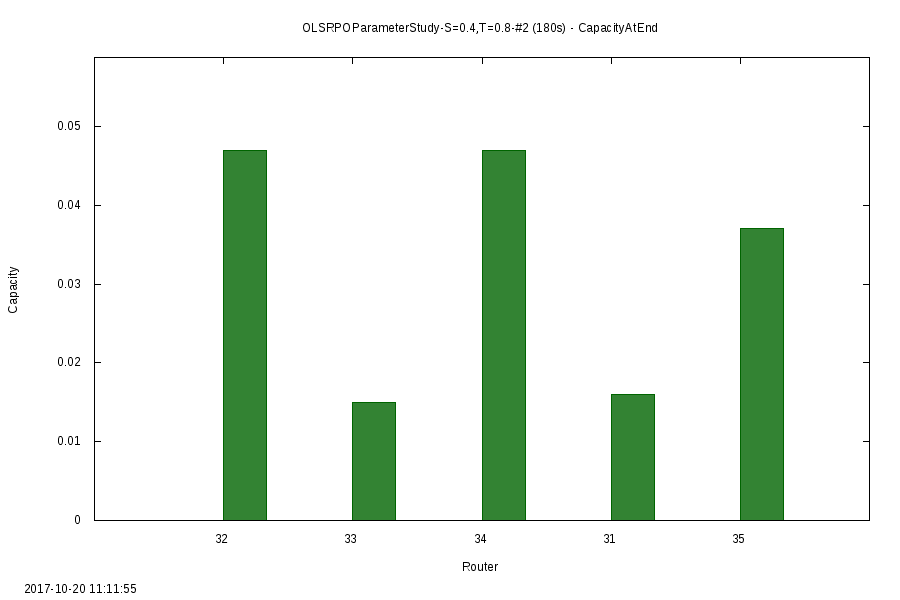 OLSRPOParameterStudy-S=0.4,T=0.8-#2 (180s) - CapacityAtEnd
0.05
0.04
0.03
0.02
0.01
0
Capacity
32 33 34 31 35
Router
2017-10-20 11:11:55